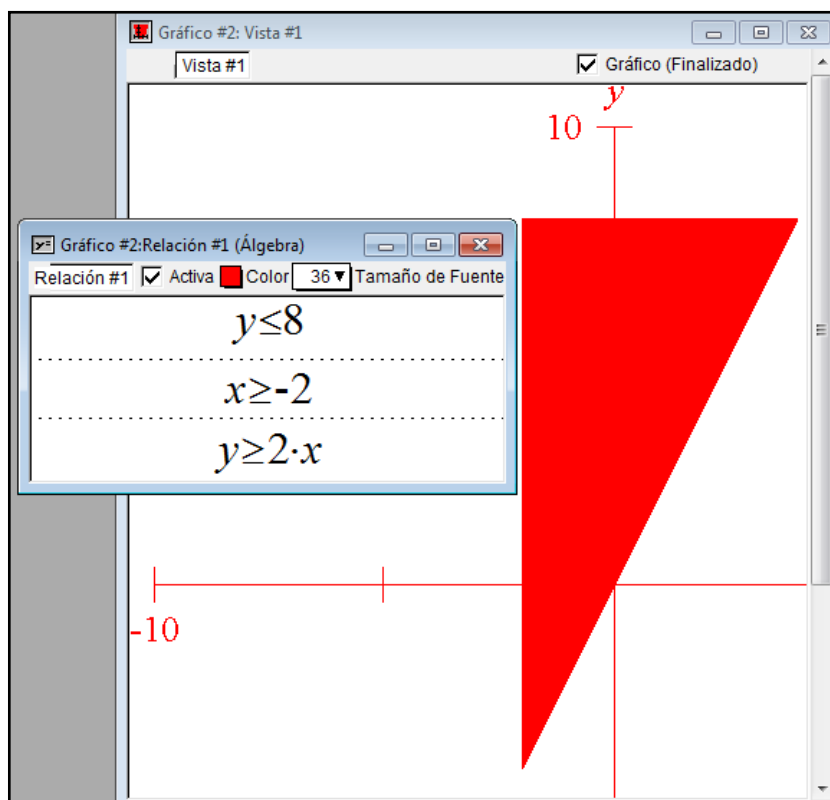 Gráfico #2: Vista #1
Vista #1
Gráfico (Finalizado)
y
10
Gráfico #2:Relación #1 (Álgebra)
Relación #1 Activa Color 36 Tamaño de Fuente
y≤8
x≥-2
y≥2·x
-10